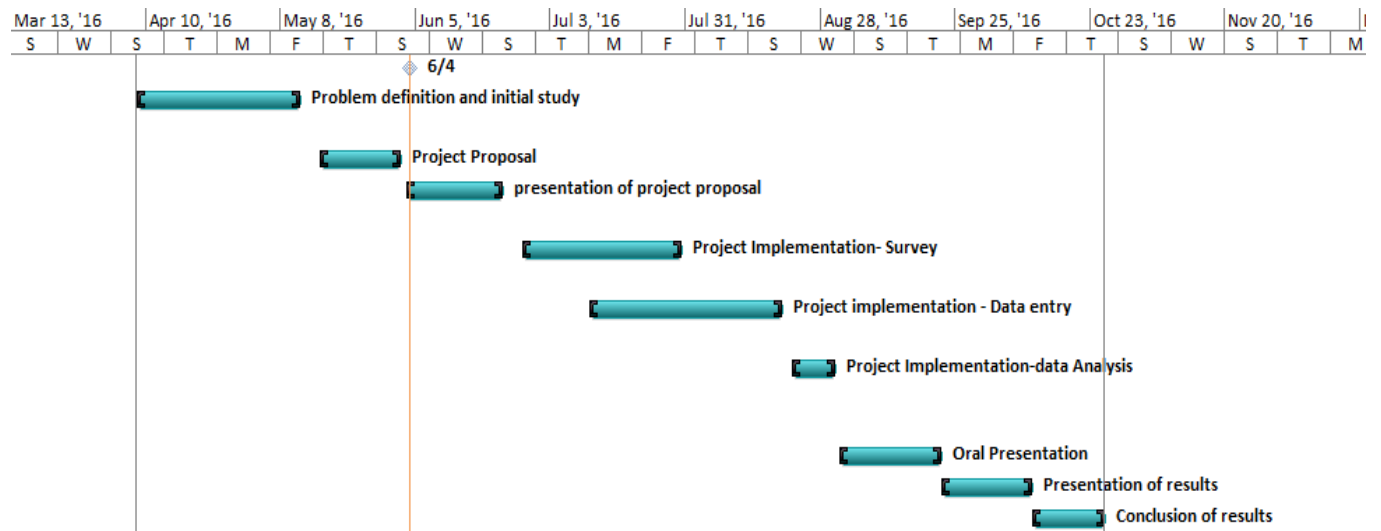 Mar 13, '16 Apr 10, '16 May 8, '16 Jun 5, '16 Jul 3, '16 Jul 31, '16 Aug 28, '16 Sep 25, '16 Oct 23, '16 Nov 20, '16
S W S T M F T S W S T M F T S W S T M F T S W S T M
6/4
Problem definition and initial study
Project Proposal
presentation of project proposal
Project Implementation- Survey
Project implementation - Data entry
Project Implementation-data Analysis
Oral Presentation
Presentation of results
Conclusion of results